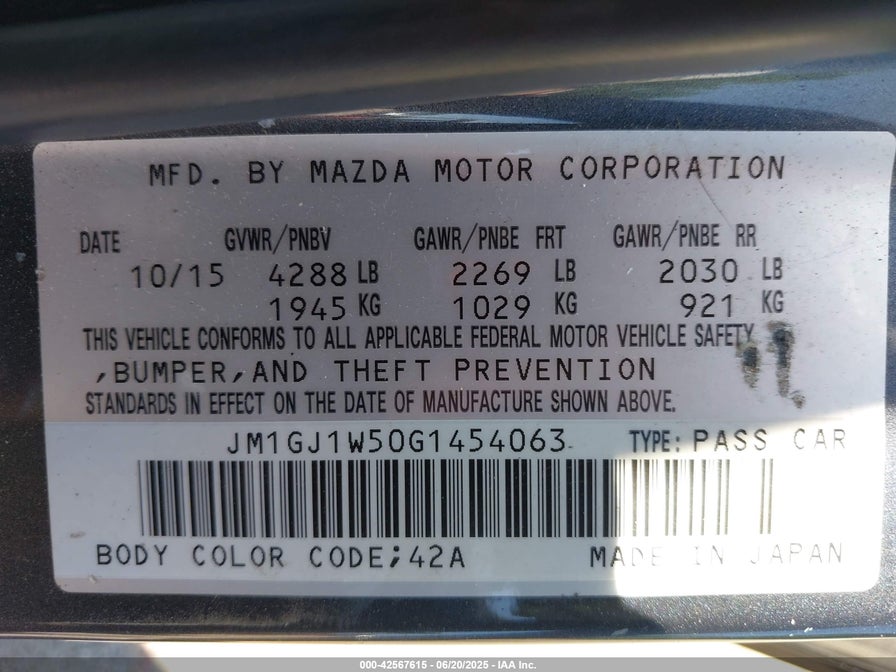 MFD. BY MAZDA MOTOR CORPORATION
DATE GVWR/PNBV GAWR/PNBE FRT GAWR/PNBE RR
10/15 4288 LB 2269 LB 2030 LB
1945 KG 1029 KG 921 KG
THIS VEHICLE CONFORMS TO ALL APPLICABLE FEDERAL MOTOR VEHICLE SAFETY
,BUMPER,AND THEFT PREVENTION
STANDARDS IN EFFECT ON THE DATE OF MANUFACTURE SHOWN ABOVE.
JM1GJ1W50G1454063 TYPE: PASS CAR
BODY COLOR CODE;42A MADE IN JAPAN
000-42567615 - 06/20/2025 - IAA Inc.